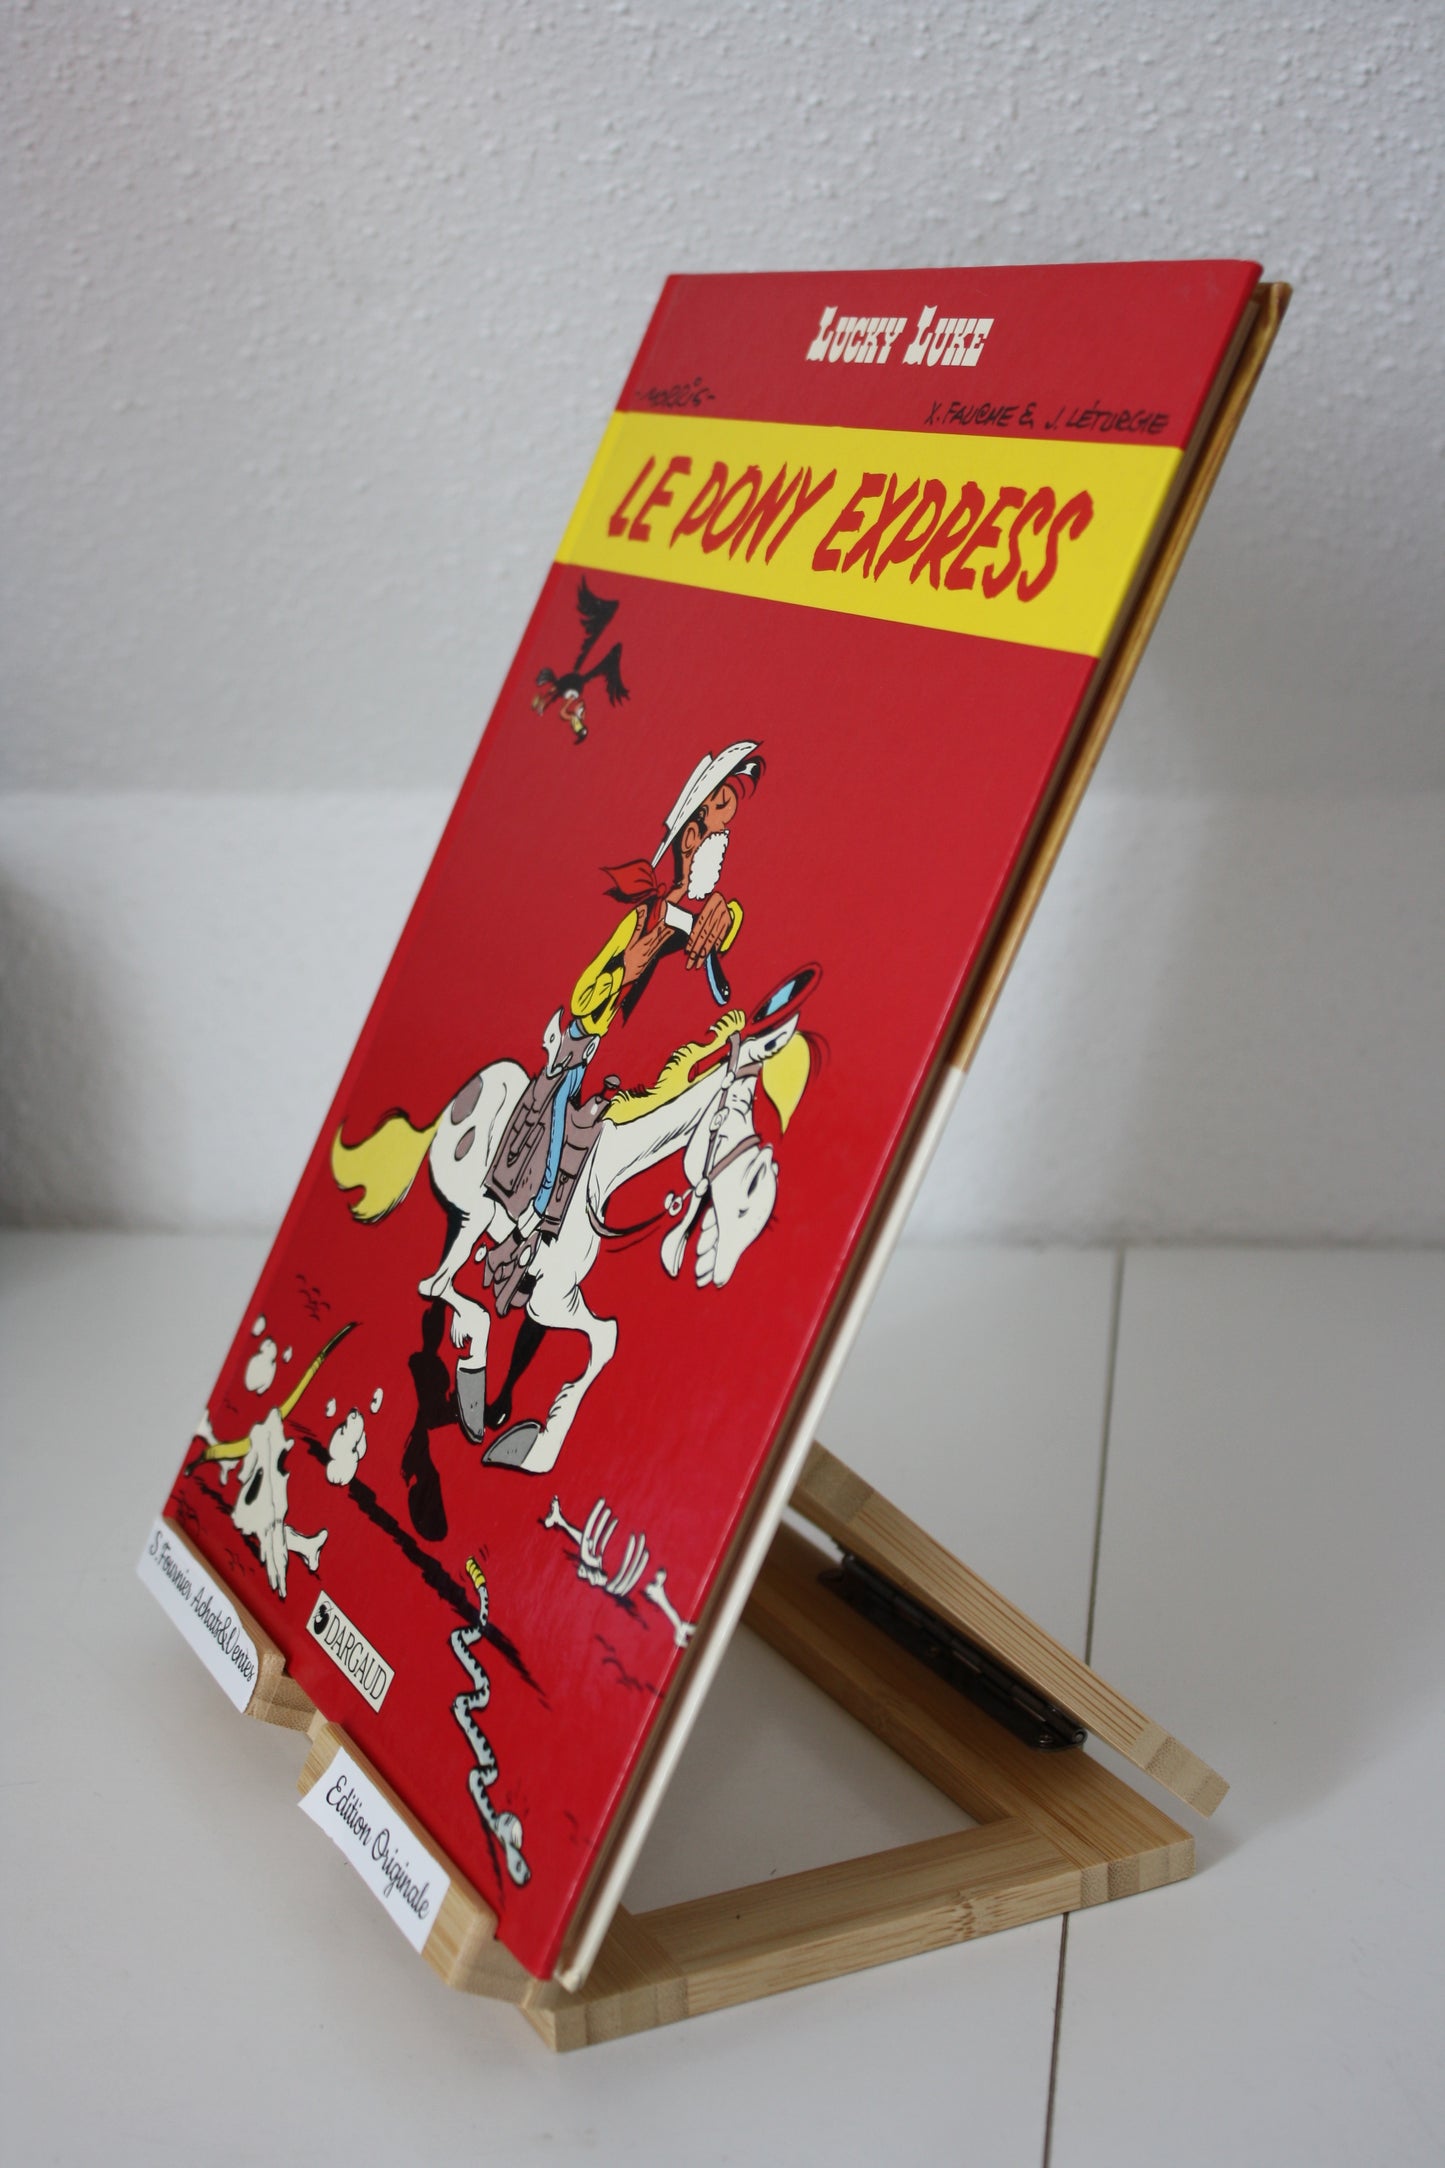 LUCKY LUKE
-MORRIS-
X. FAUCHE & J. LÉTURGIE
LE PONY EXPRESS
DARGAUD
S. Fournier Achats&Ventes
Edition Originale